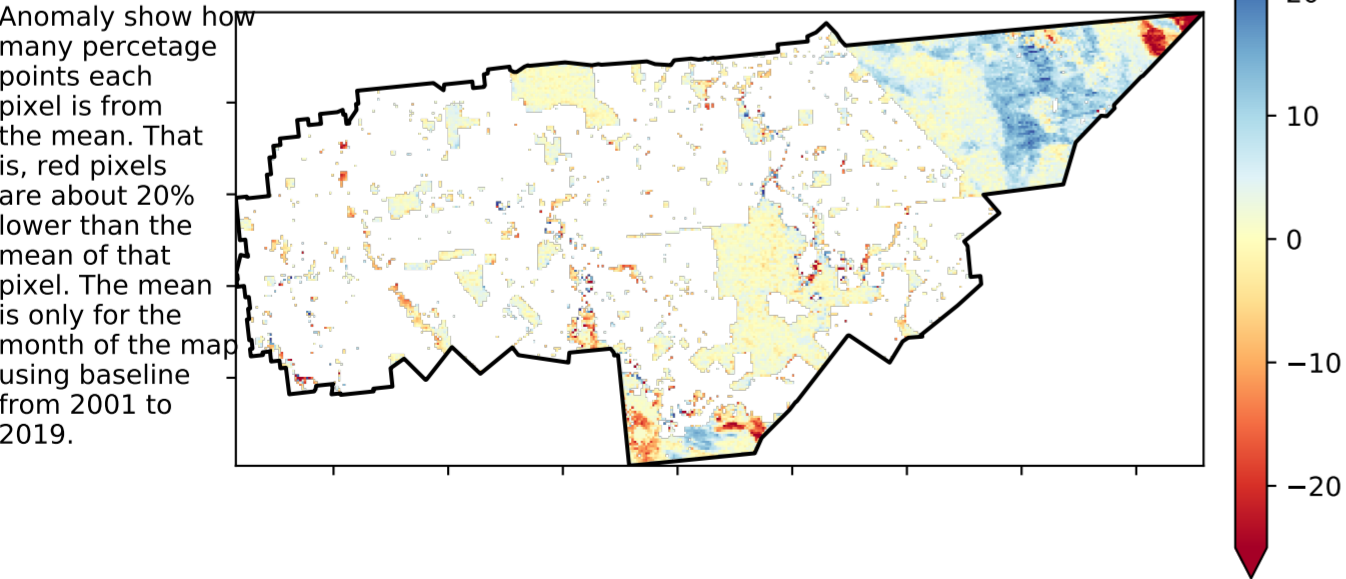 Anomaly show how
many percetage
points each
pixel is from
the mean. That
is, red pixels
are about 20%
lower than the
mean of that
pixel. The mean
is only for the
month of the map
using baseline
from 2001 to
2019.
20
10
0
−10
−20